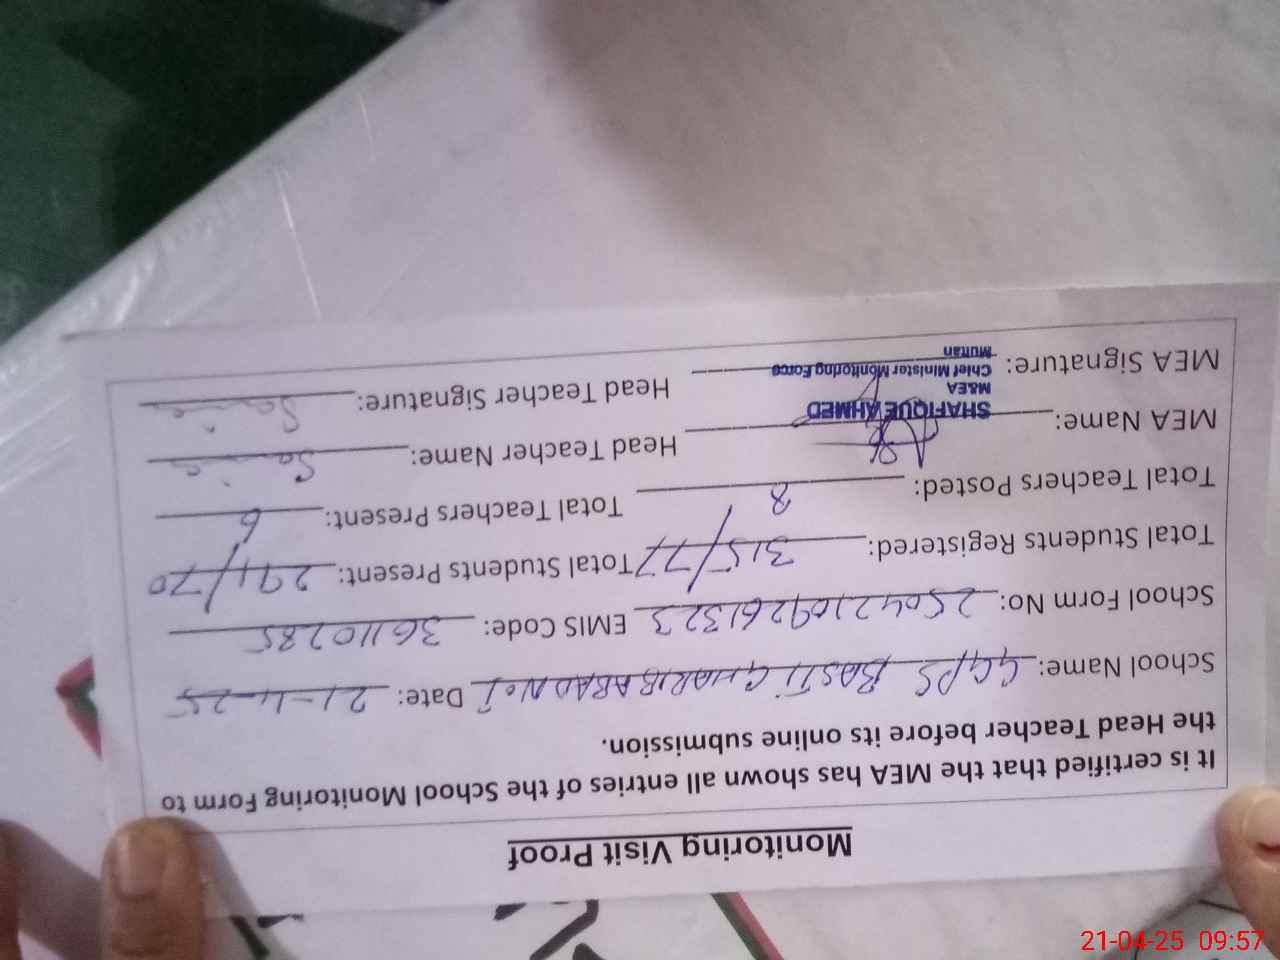 Monitoring Visit Proof
It is certified that the MEA has shown all entries of the School Monitoring Form to
the Head Teacher before its online submission.
School Name: GGPS BASTI GHARIBABAD No.1 Date: 21-4-25
School Form No: 25042109261323 EMIS Code: 36110285
Total Students Registered: 315/77 Total Students Present: 291/70
Total Teachers Posted: 8 Total Teachers Present: 6
MEA Name: SHAFIQUE AHMED Head Teacher Name:
M&EA
MEA Signature: Chief Minister Monitoring Force Head Teacher Signature:
Multan
21-04-25 09:57